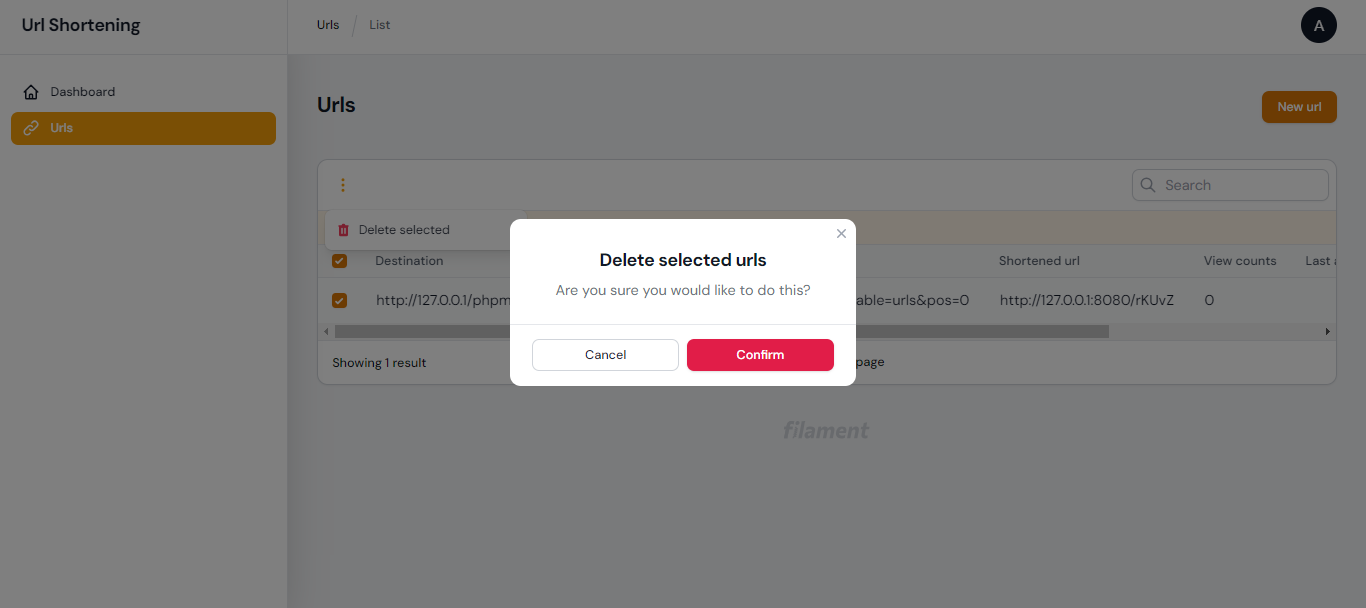 Url Shortening
Urls / List
A
Dashboard
Urls
Urls
New url
Search
Delete selected
Delete selected urls
Are you sure you would like to do this?
Cancel
Confirm
Destination
Shortened url
View counts
Last
http://127.0.0.1/phpm
able=urls&pos=0
http://127.0.0.1:8080/rKUvZ
0
Showing 1 result
page
filament